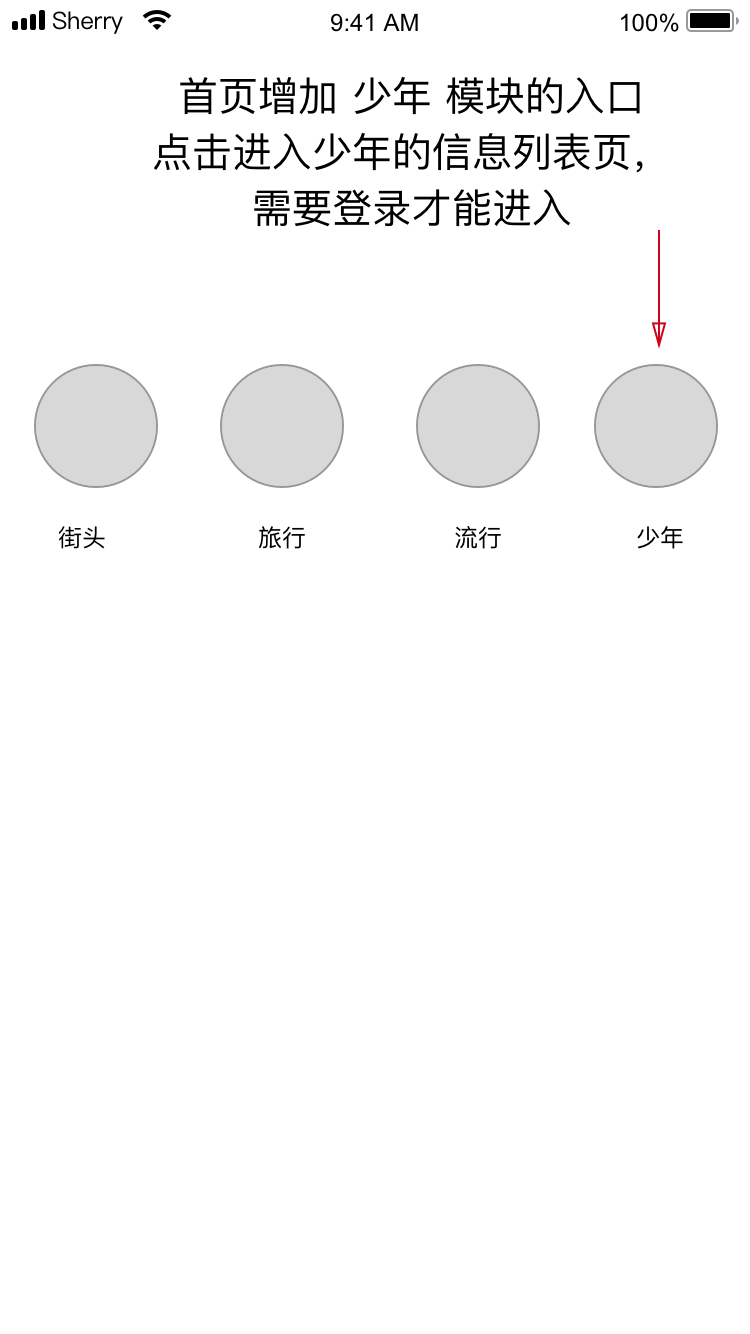 Sherry 9:41 AM 100%
首页增加 少年 模块的入口
点击进入少年的信息列表页，
需要登录才能进入
街头 旅行 流行 少年